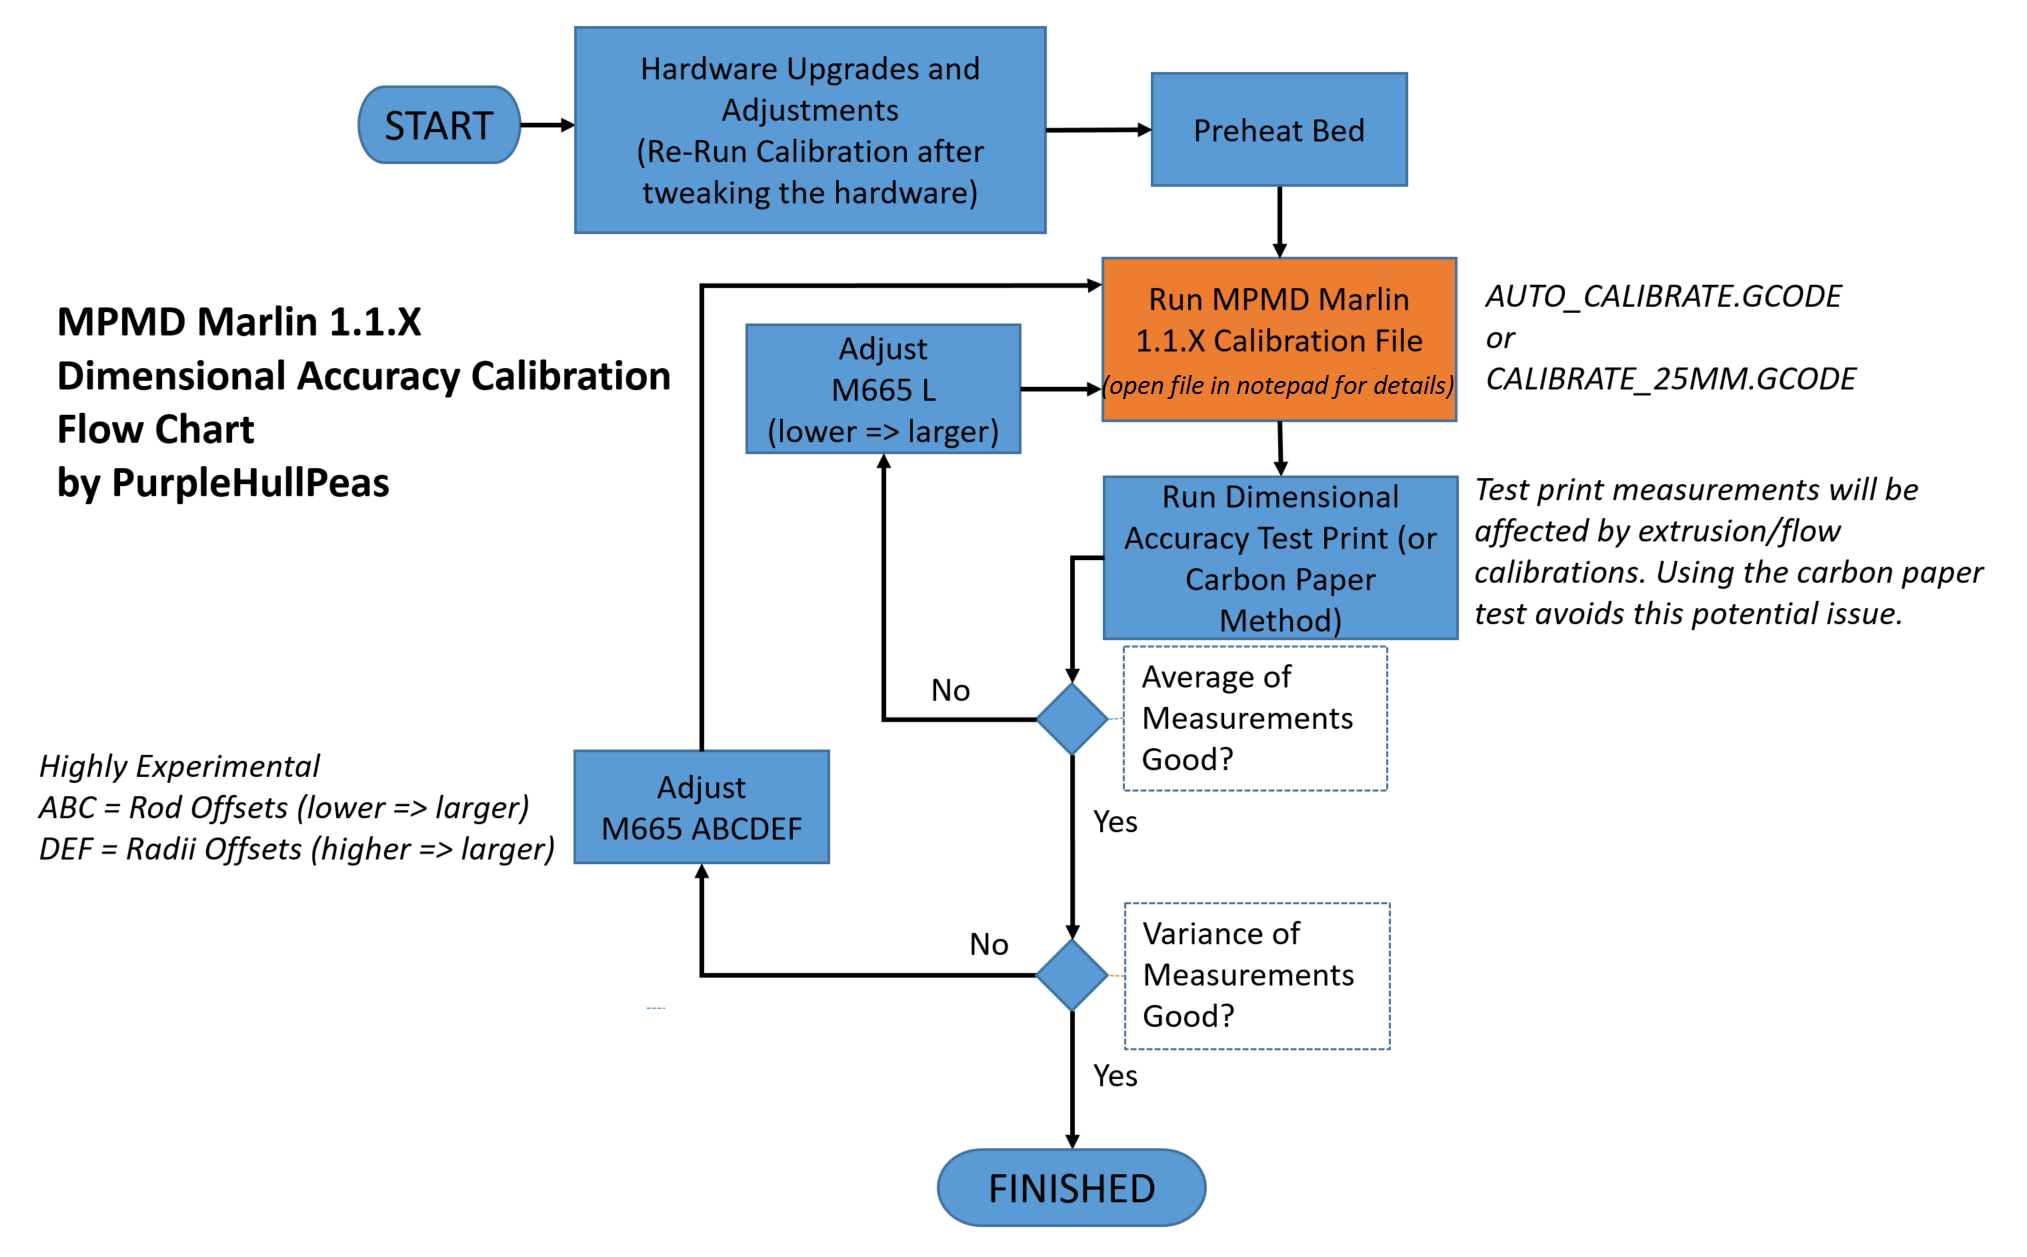 START
Hardware Upgrades and
Adjustments
(Re-Run Calibration after
tweaking the hardware)
Preheat Bed
MPMD Marlin 1.1.X
Dimensional Accuracy Calibration
Flow Chart
by PurpleHullPeas
Run MPMD Marlin
1.1.X Calibration File
(open file in notepad for details)
AUTO_CALIBRATE.GCODE
or
CALIBRATE_25MM.GCODE
Adjust
M665 L
(lower => larger)
Run Dimensional
Accuracy Test Print (or
Carbon Paper
Method)
Test print measurements will be
affected by extrusion/flow
calibrations. Using the carbon paper
test avoids this potential issue.
No
Average of
Measurements
Good?
Yes
Highly Experimental
ABC = Rod Offsets (lower => larger)
DEF = Radii Offsets (higher => larger)
Adjust
M665 ABCDEF
No
Variance of
Measurements
Good?
Yes
FINISHED